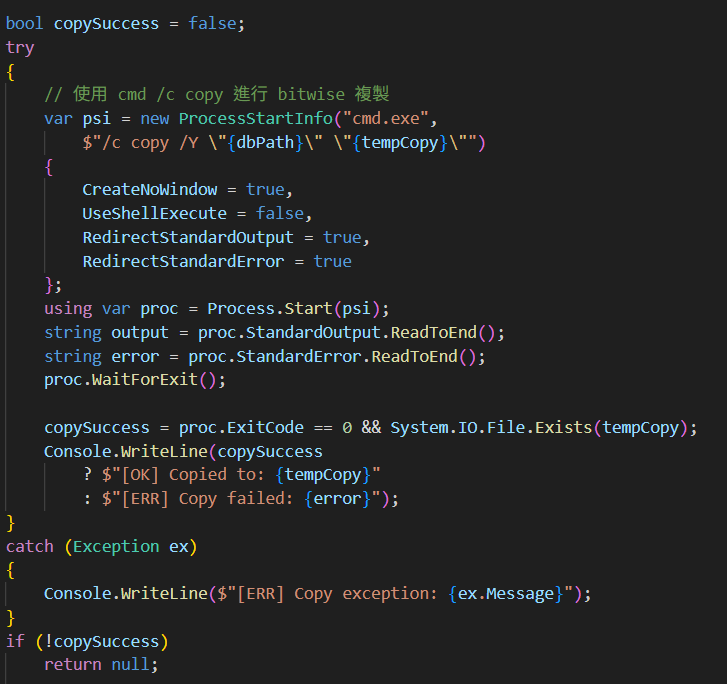 bool copySuccess = false;
try
{
    // 使用 cmd /c copy 進行 bitwise 複製
    var psi = new ProcessStartInfo("cmd.exe",
        $"/c copy /Y \"{dbPath}\" \"{tempCopy}\"")
    {
        CreateNoWindow = true,
        UseShellExecute = false,
        RedirectStandardOutput = true,
        RedirectStandardError = true
    };
    using var proc = Process.Start(psi);
    string output = proc.StandardOutput.ReadToEnd();
    string error = proc.StandardError.ReadToEnd();
    proc.WaitForExit();

    copySuccess = proc.ExitCode == 0 && System.IO.File.Exists(tempCopy);
    Console.WriteLine(copySuccess
        ? $"[OK] Copied to: {tempCopy}"
        : $"[ERR] Copy failed: {error}");
}
catch (Exception ex)
{
    Console.WriteLine($"[ERR] Copy exception: {ex.Message}");
}
if (!copySuccess)
    return null;